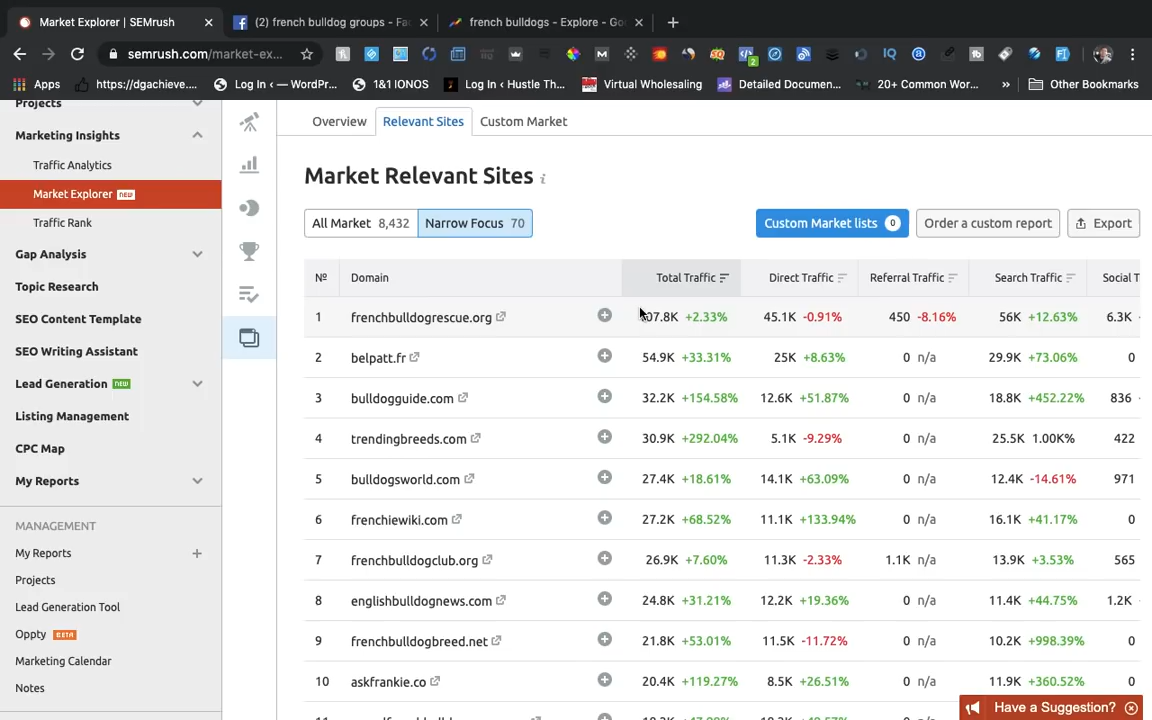 Market Explorer | SEMrush
(2) french bulldog groups - Fac
french bulldogs - Explore - Goo
semrush.com/market-ex...
Apps
https://dgachieve....
Log In ‹ — WordPr...
1&1 IONOS
Log In ‹ Hustle Th...
Virtual Wholesaling
Detailed Documen...
20+ Common Wor...
»
Other Bookmarks
Projects
Marketing Insights
Traffic Analytics
Market Explorer NEW
Traffic Rank
Gap Analysis
Topic Research
SEO Content Template
SEO Writing Assistant
Lead Generation NEW
Listing Management
CPC Map
My Reports
MANAGEMENT
My Reports
Projects
Lead Generation Tool
Oppty BETA
Marketing Calendar
Notes
Overview Relevant Sites Custom Market
Market Relevant Sites i
All Market 8,432 Narrow Focus 70
Custom Market lists 0 Order a custom report Export
Nº Domain Total Traffic Direct Traffic Referral Traffic Search Traffic Social T
1 frenchbulldogrescue.org 07.8K +2.33% 45.1K -0.91% 450 -8.16% 56K +12.63% 6.3K -
2 belpatt.fr 54.9K +33.31% 25K +8.63% 0 n/a 29.9K +73.06% 0
3 bulldogguide.com 32.2K +154.58% 12.6K +51.87% 0 n/a 18.8K +452.22% 836 -
4 trendingbreeds.com 30.9K +292.04% 5.1K -9.29% 0 n/a 25.5K 1.00K% 422
5 bulldogsworld.com 27.4K +18.61% 14.1K +63.09% 0 n/a 12.4K -14.61% 971
6 frenchiewiki.com 27.2K +68.52% 11.1K +133.94% 0 n/a 16.1K +41.17% 0
7 frenchbulldogclub.org 26.9K +7.60% 11.3K -2.33% 1.1K n/a 13.9K +3.53% 565
8 englishbulldognews.com 24.8K +31.21% 12.2K +19.36% 0 n/a 11.4K +44.75% 1.2K -
9 frenchbulldogbreed.net 21.8K +53.01% 11.5K -11.72% 0 n/a 10.2K +998.39% 0
10 askfrankie.co 20.4K +119.27% 8.5K +26.51% 0 n/a 11.9K +360.52% 0
Have a Suggestion?